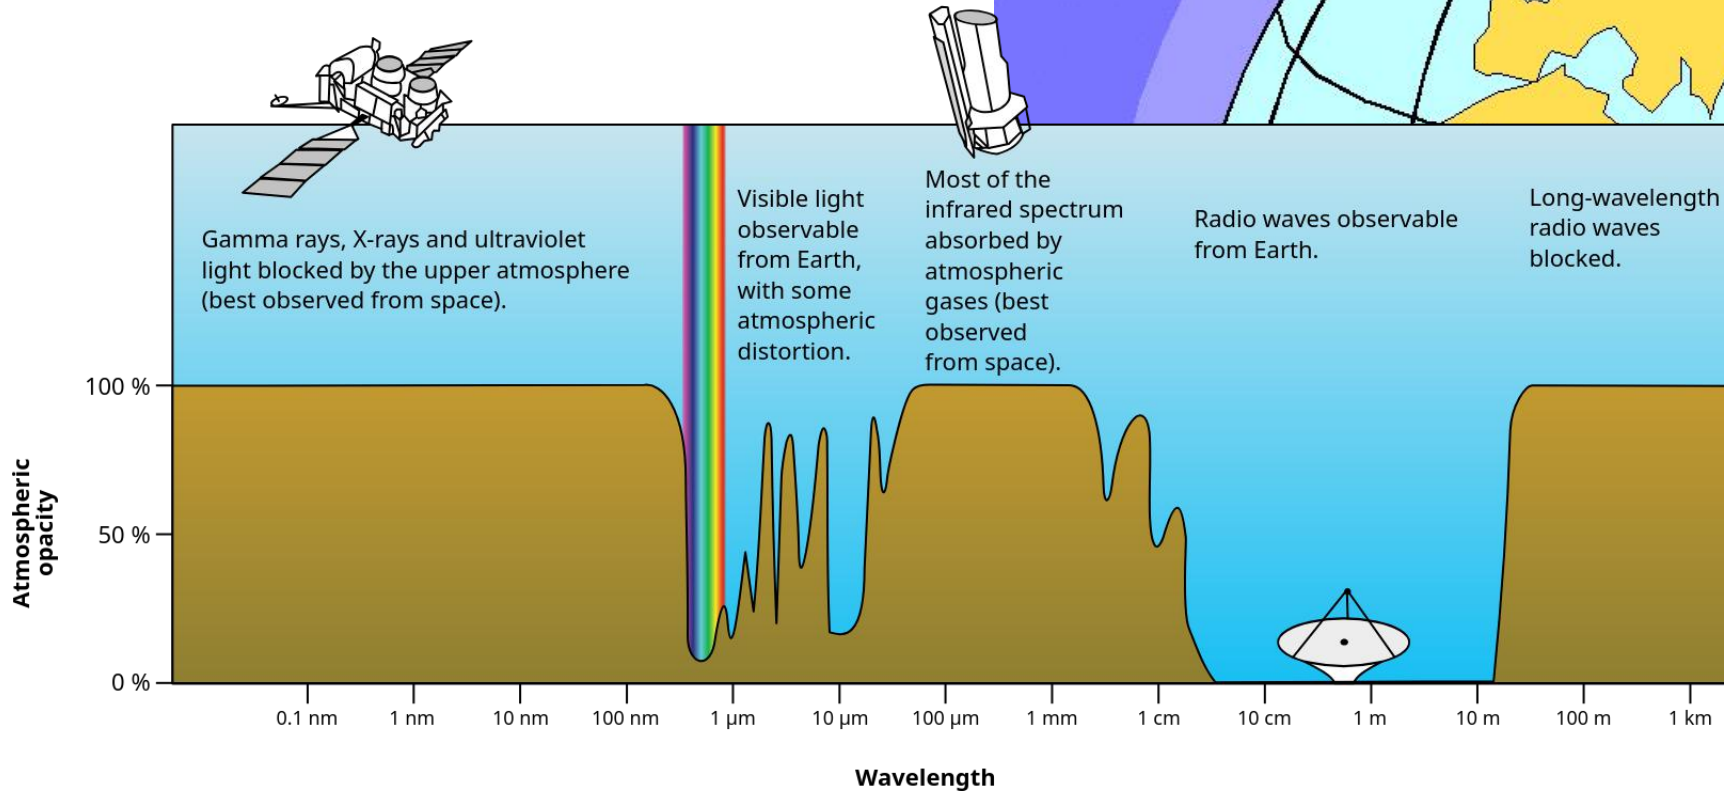 Gamma rays, X-rays and ultraviolet
light blocked by the upper atmosphere
(best observed from space).
Visible light
observable
from Earth,
with some
atmospheric
distortion.
Most of the
infrared spectrum
absorbed by
atmospheric
gases (best
observed
from space).
Radio waves observable
from Earth.
Long-wavelength
radio waves
blocked.
Atmospheric
opacity
100 %
50 %
0 %
0.1 nm
1 nm
10 nm
100 nm
1 μm
10 μm
100 μm
1 mm
1 cm
10 cm
1 m
10 m
100 m
1 km
Wavelength